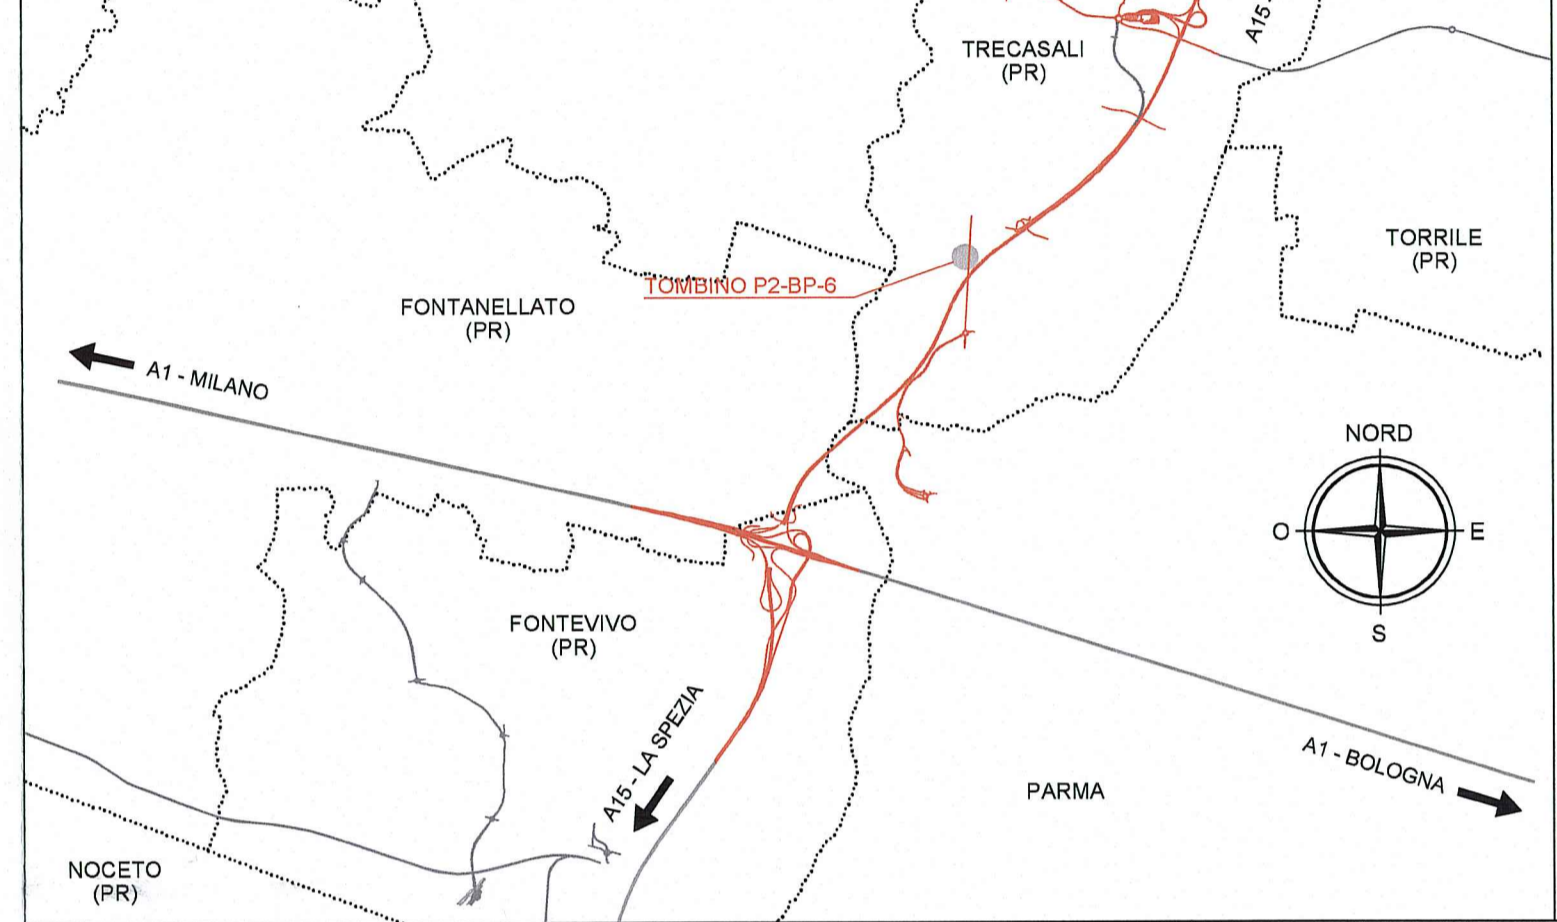 A15 -
TRECASALI
(PR)
TORRILE
(PR)
TOMBINO P2-BP-6
FONTANELLATO
(PR)
A1 - MILANO
NORD
O
E
S
FONTEVIVO
(PR)
A15 - LA SPEZIA
A1 - BOLOGNA
PARMA
NOCETO
(PR)